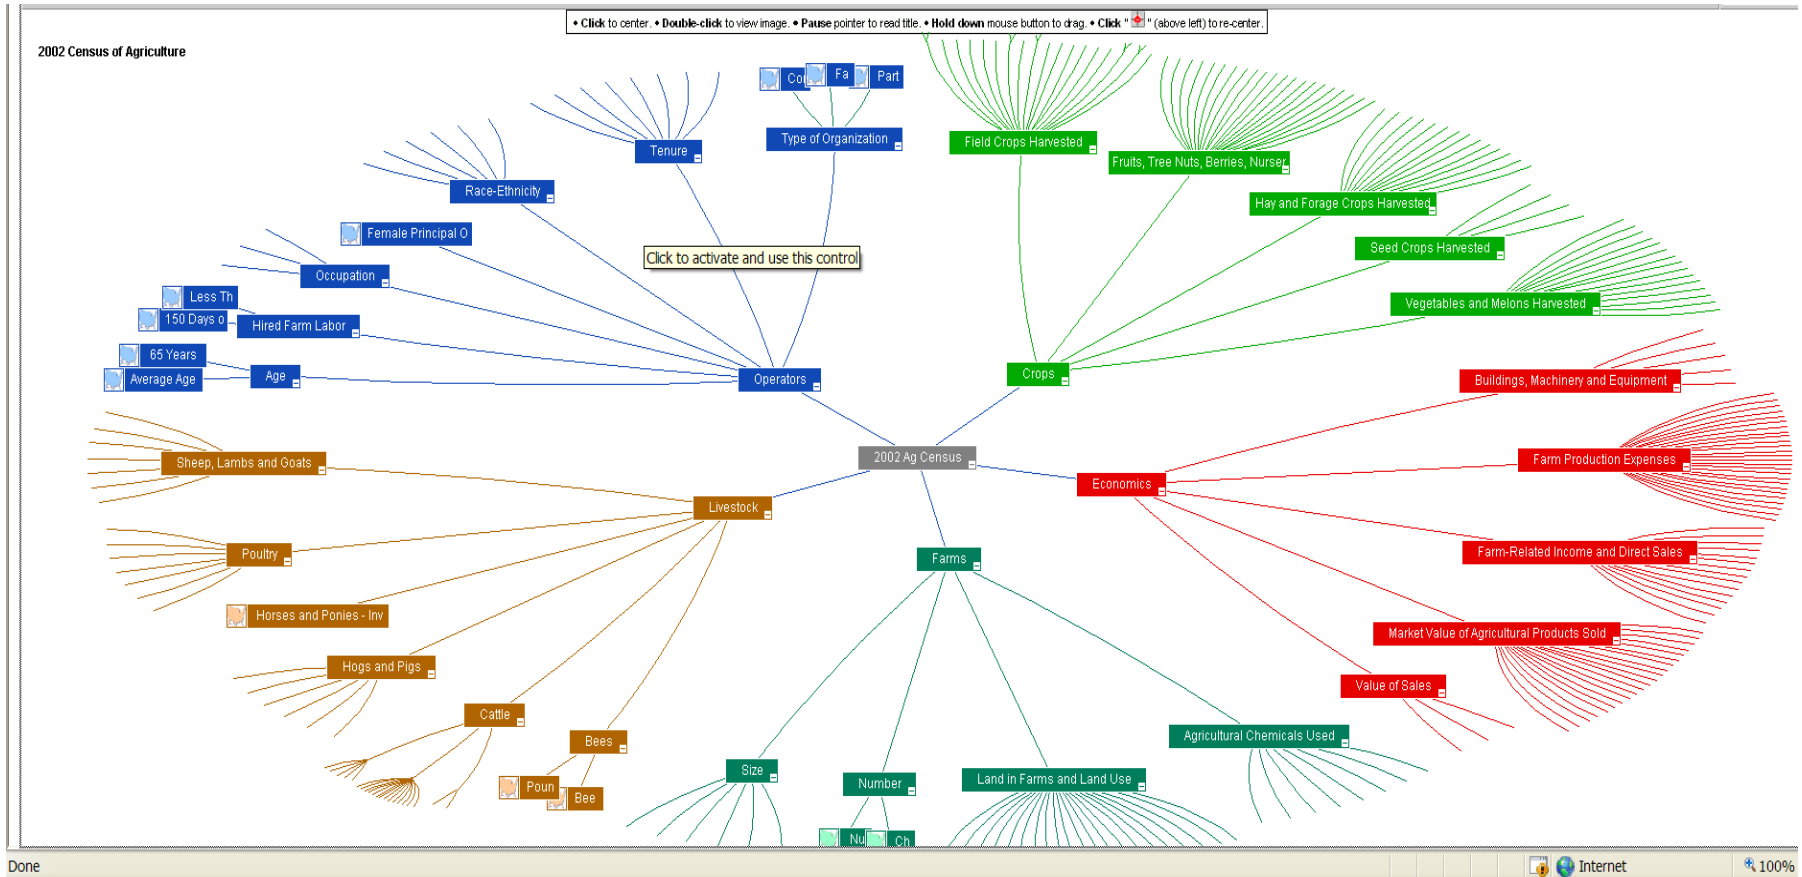 • Click to center. • Double-click to view image. • Pause pointer to read title. • Hold down mouse button to drag. • Click " " (above left) to re-center.
2002 Census of Agriculture
Co
Fa
Part
Tenure
Type of Organization
Field Crops Harvested
Fruits, Tree Nuts, Berries, Nurser
Race-Ethnicity
Hay and Forage Crops Harvested
Female Principal O
Seed Crops Harvested
Click to activate and use this control
Occupation
Less Th
150 Days o
Hired Farm Labor
Vegetables and Melons Harvested
65 Years
Average Age
Age
Operators
Crops
Buildings, Machinery and Equipment
2002 Ag Census
Sheep, Lambs and Goats
Farm Production Expenses
Economics
Livestock
Poultry
Farms
Farm-Related Income and Direct Sales
Horses and Ponies - Inv
Market Value of Agricultural Products Sold
Hogs and Pigs
Value of Sales
Cattle
Bees
Agricultural Chemicals Used
Size
Number
Land in Farms and Land Use
Poun
Bee
Nu
Ch
Done
Internet
100%